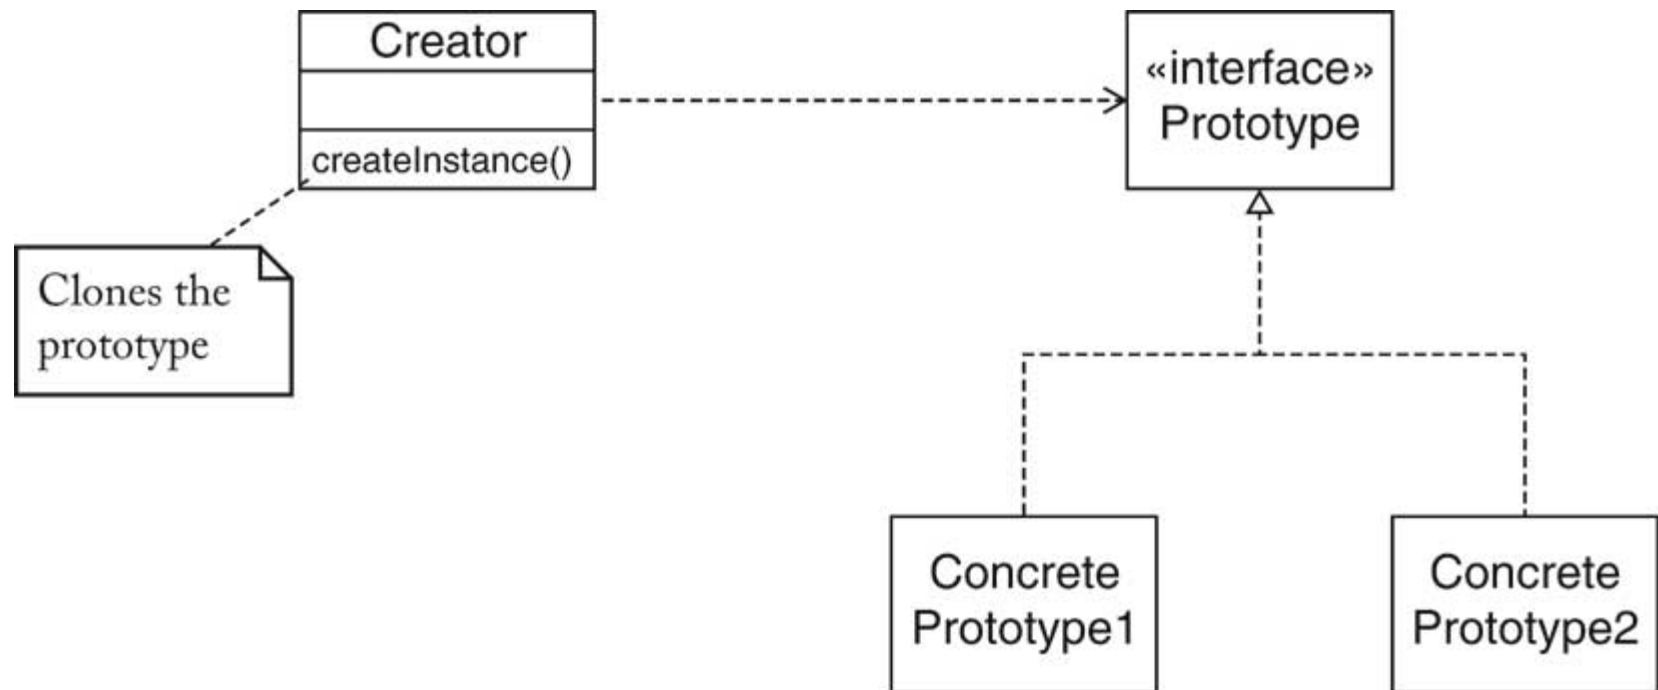 Creator
createInstance()
Clones the
prototype
«interface»
Prototype
Concrete
Prototype1
Concrete
Prototype2